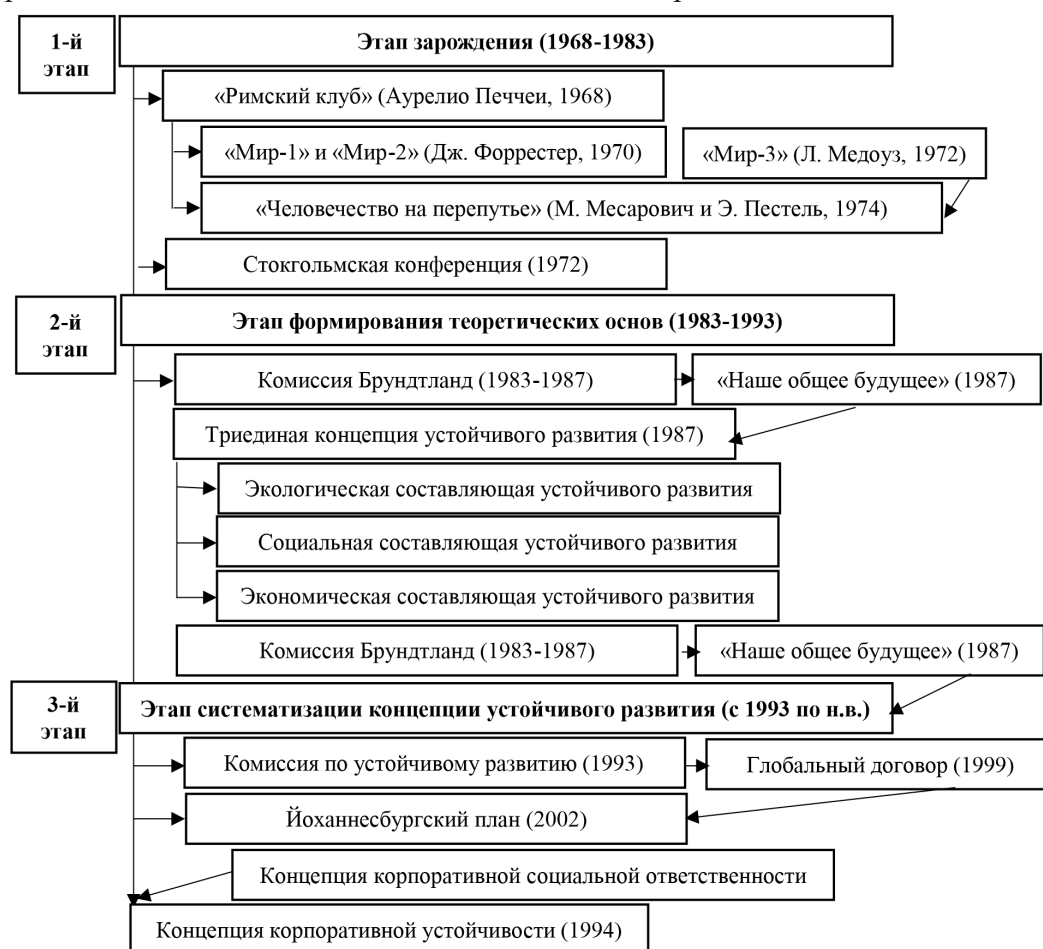 1-й
этап
Этап зарождения (1968-1983)
«Римский клуб» (Аурелио Печчеи, 1968)
«Мир-1» и «Мир-2» (Дж. Форрестер, 1970)
«Мир-3» (Л. Медоуз, 1972)
«Человечество на перепутье» (М. Месарович и Э. Пестель, 1974)
Стокгольмская конференция (1972)
2-й
этап
Этап формирования теоретических основ (1983-1993)
Комиссия Брундтланд (1983-1987)
«Наше общее будущее» (1987)
Триединая концепция устойчивого развития (1987)
Экологическая составляющая устойчивого развития
Социальная составляющая устойчивого развития
Экономическая составляющая устойчивого развития
Комиссия Брундтланд (1983-1987)
«Наше общее будущее» (1987)
3-й
этап
Этап систематизации концепции устойчивого развития (с 1993 по н.в.)
Комиссия по устойчивому развитию (1993)
Глобальный договор (1999)
Йоханнесбургский план (2002)
Концепция корпоративной социальной ответственности
Концепция корпоративной устойчивости (1994)